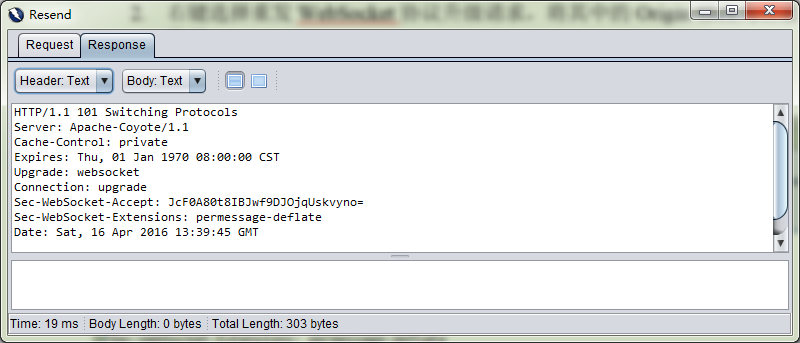 2. 右键选择重发 WebSocket 协议升级请求，将其中的 Origin
Resend
Request Response
Header: Text Body: Text
HTTP/1.1 101 Switching Protocols
Server: Apache-Coyote/1.1
Cache-Control: private
Expires: Thu, 01 Jan 1970 08:00:00 CST
Upgrade: websocket
Connection: upgrade
Sec-WebSocket-Accept: JcF0A80t8IBJwf9DJOjqUskvyno=
Sec-WebSocket-Extensions: permessage-deflate
Date: Sat, 16 Apr 2016 13:39:45 GMT
Time: 19 ms Body Length: 0 bytes Total Length: 303 bytes